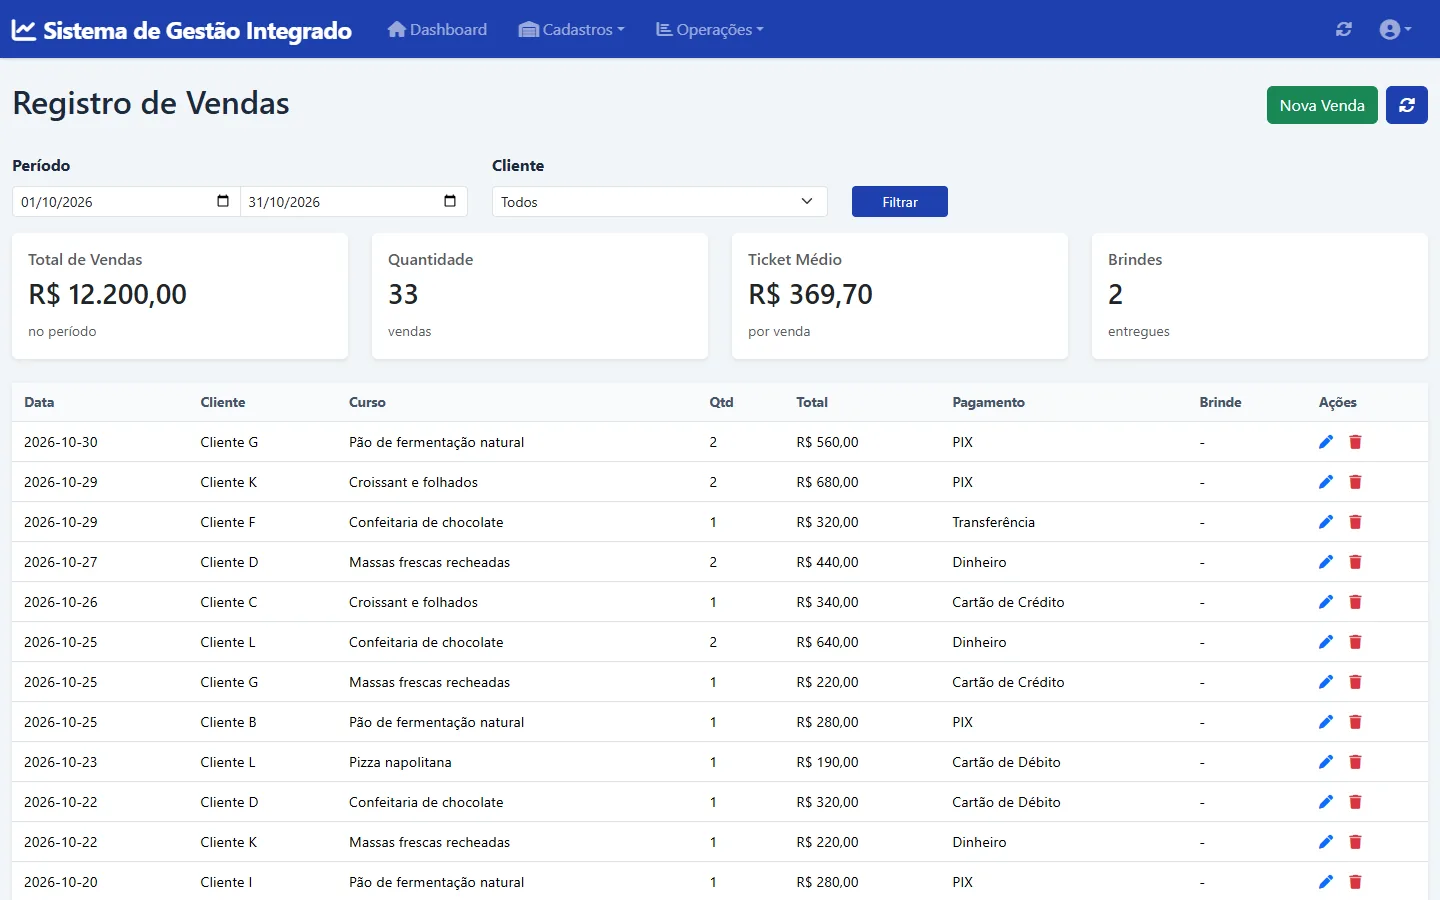 Sistema de Gestão Integrado Dashboard Cadastros Operações
Registro de Vendas
Nova Venda
Período Cliente
01/10/2026 31/10/2026 Todos Filtrar
Total de Vendas Quantidade Ticket Médio Brindes
R$ 12.200,00 33 R$ 369,70 2
no período vendas por venda entregues
Data Cliente Curso Qtd Total Pagamento Brinde Ações
2026-10-30 Cliente G Pão de fermentação natural 2 R$ 560,00 PIX -
2026-10-29 Cliente K Croissant e folhados 2 R$ 680,00 PIX -
2026-10-29 Cliente F Confeitaria de chocolate 1 R$ 320,00 Transferência -
2026-10-27 Cliente D Massas frescas recheadas 2 R$ 440,00 Dinheiro -
2026-10-26 Cliente C Croissant e folhados 1 R$ 340,00 Cartão de Crédito -
2026-10-25 Cliente L Confeitaria de chocolate 2 R$ 640,00 Dinheiro -
2026-10-25 Cliente G Massas frescas recheadas 1 R$ 220,00 Cartão de Crédito -
2026-10-25 Cliente B Pão de fermentação natural 1 R$ 280,00 PIX -
2026-10-23 Cliente L Pizza napolitana 1 R$ 190,00 Cartão de Débito -
2026-10-22 Cliente D Confeitaria de chocolate 1 R$ 320,00 Cartão de Débito -
2026-10-22 Cliente K Massas frescas recheadas 1 R$ 220,00 Dinheiro -
2026-10-20 Cliente I Pão de fermentação natural 1 R$ 280,00 PIX -